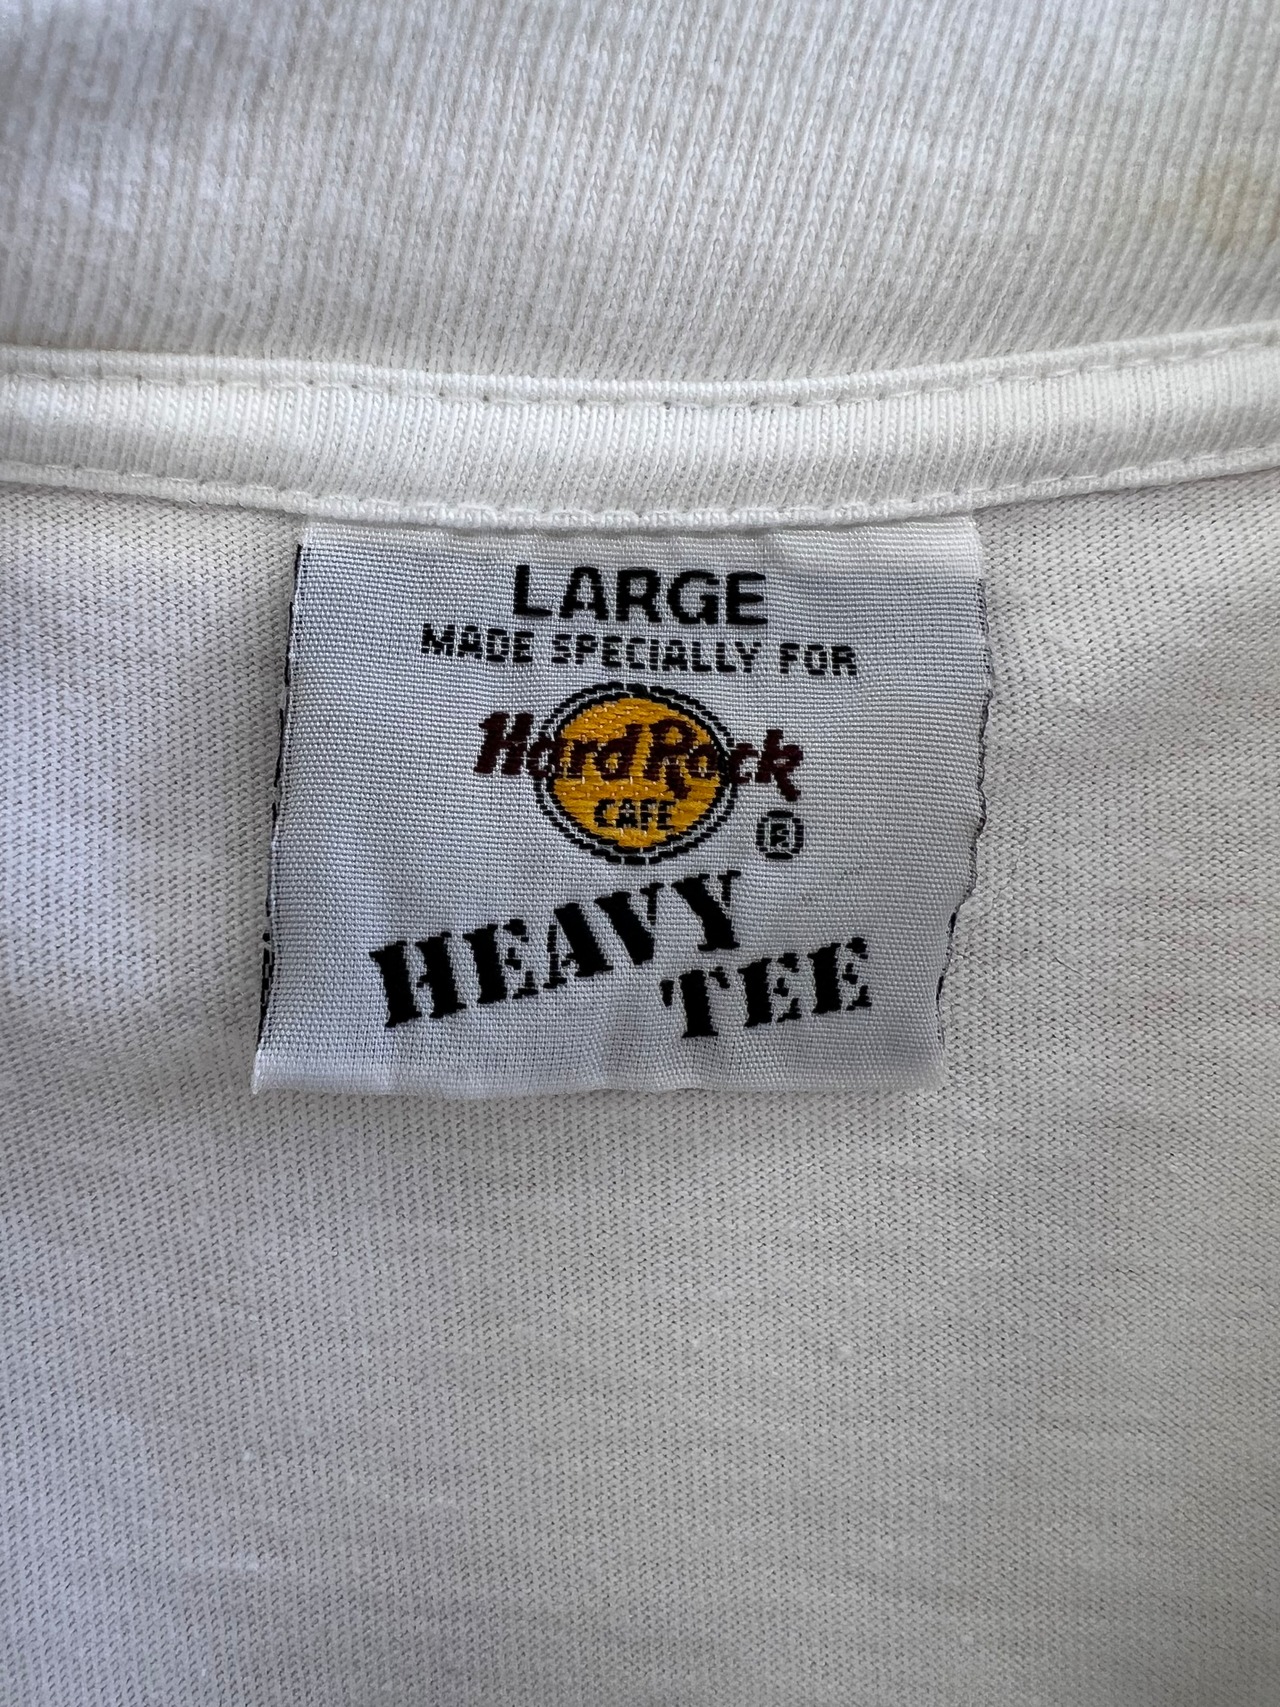 LARGE
MADE SPECIALLY FOR
Hard Rock
CAFE
®
HEAVY
TEE